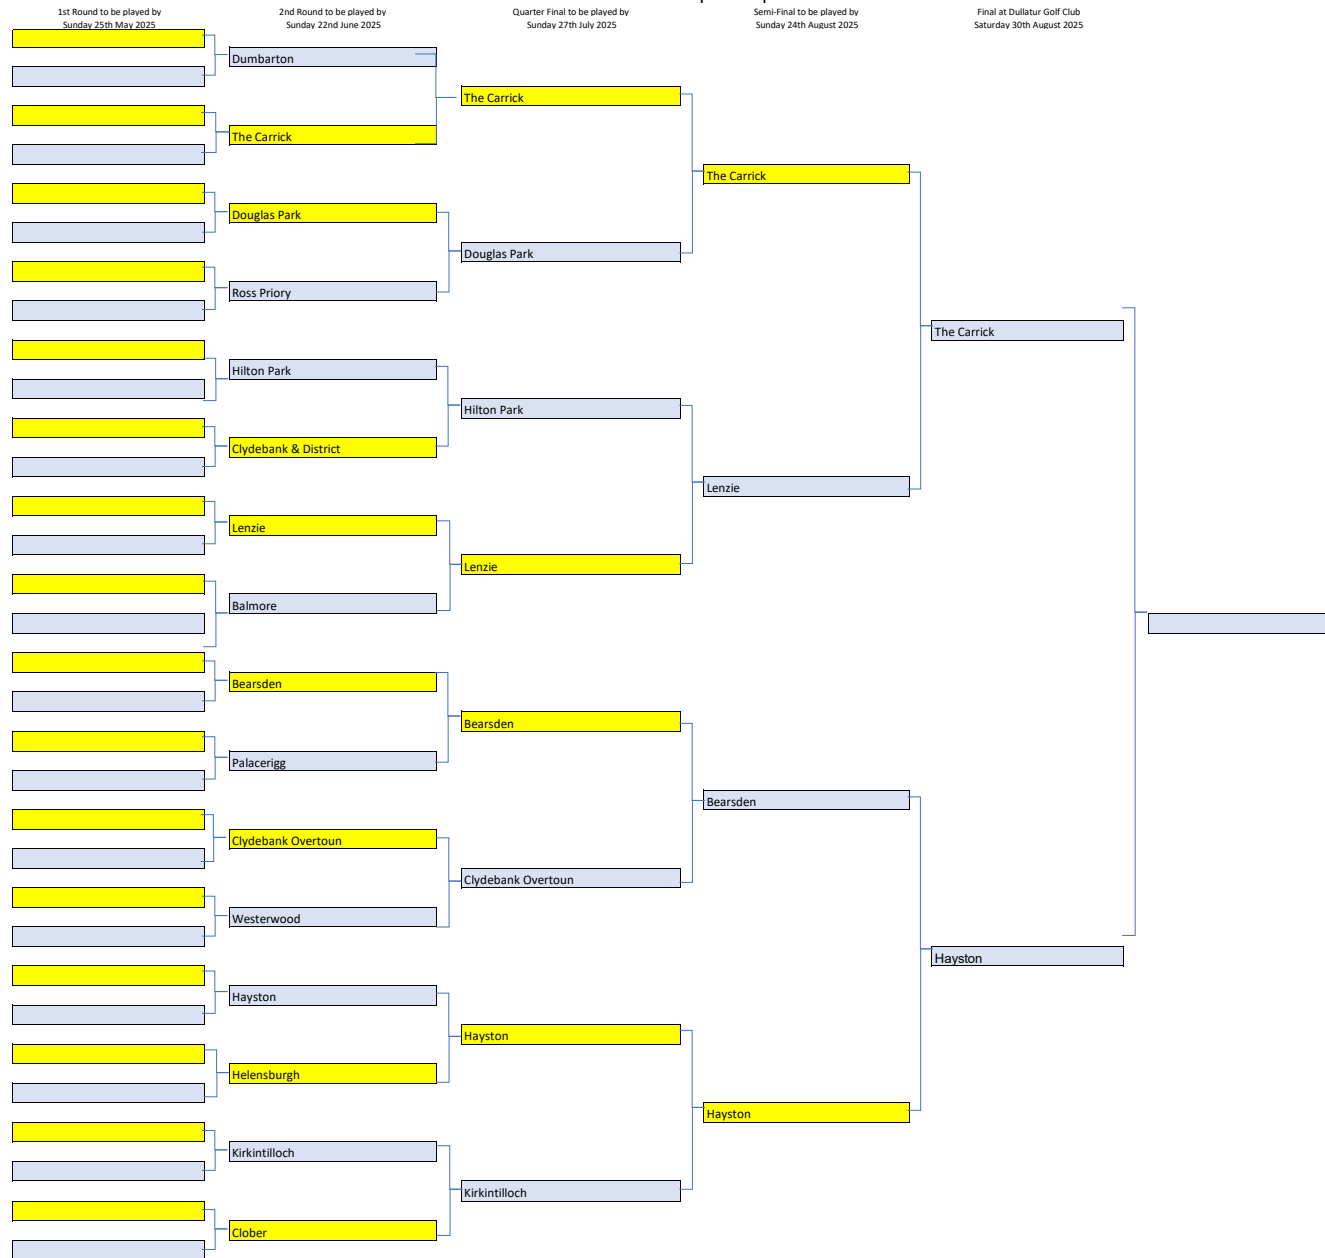 1st Round to be played by
Sunday 25th May 2025
2nd Round to be played by
Sunday 22nd June 2025
Quarter Final to be played by
Sunday 27th July 2025
Semi-Final to be played by
Sunday 24th August 2025
Final at Dullatur Golf Club
Saturday 30th August 2025
Dumbarton
The Carrick
Douglas Park
Ross Priory
Hilton Park
Clydebank & District
Lenzie
Balmore
Bearsden
Palacerigg
Clydebank Overtoun
Westerwood
Hayston
Helensburgh
Kirkintilloch
Clober
The Carrick
Douglas Park
Hilton Park
Lenzie
Bearsden
Clydebank Overtoun
Hayston
Kirkintilloch
The Carrick
Lenzie
Bearsden
Hayston
The Carrick
Hayston